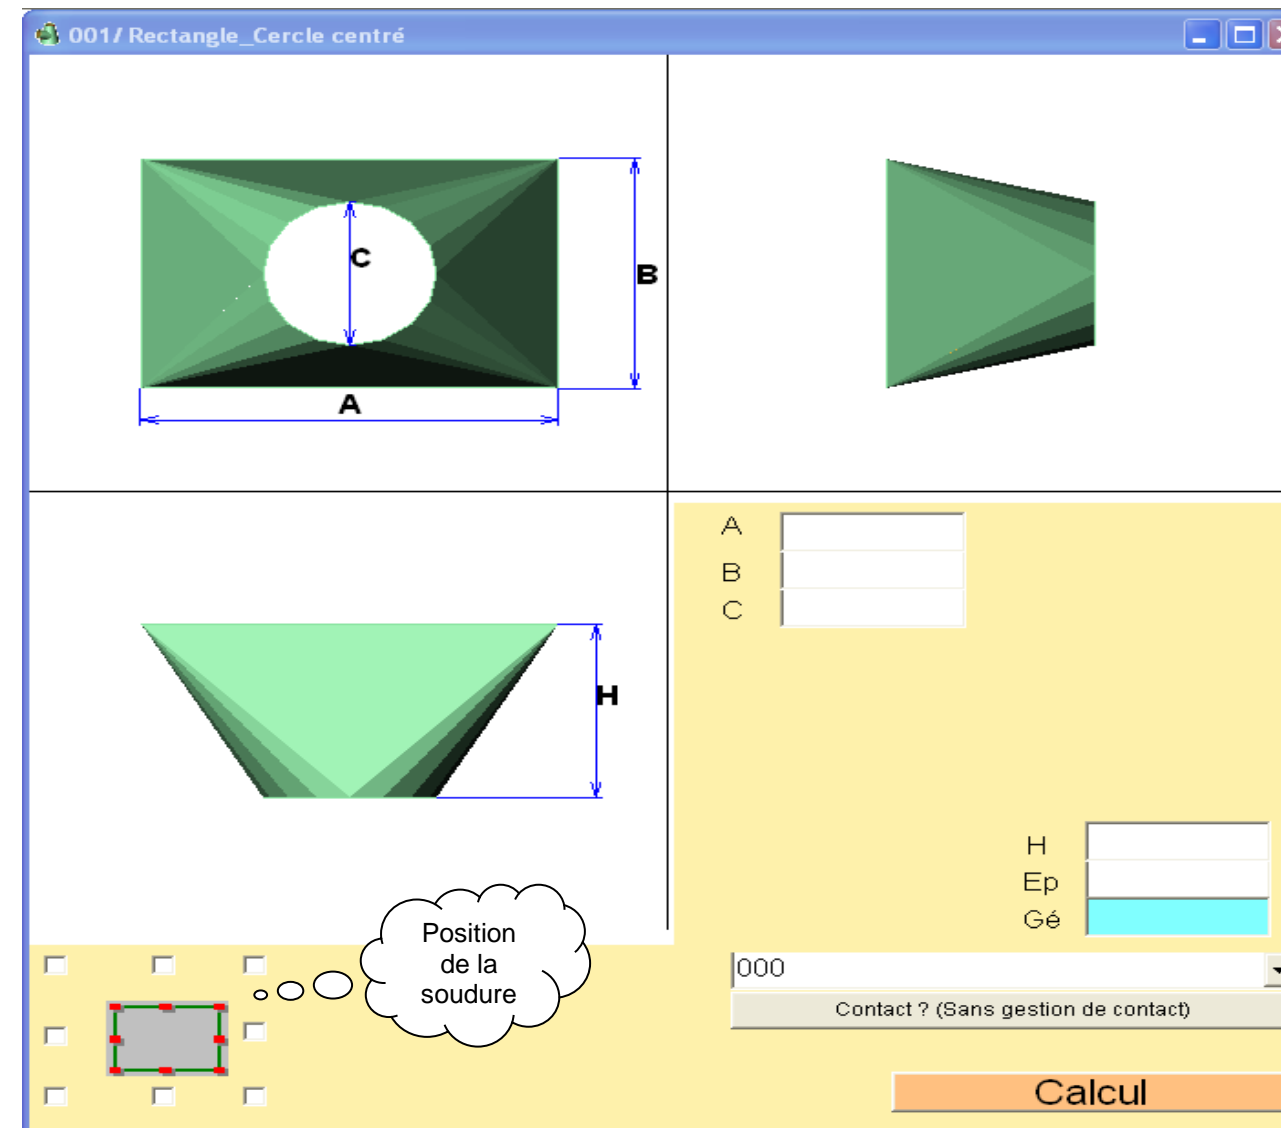 001/ Rectangle_Cercle centré
C
B
A
H
A
B
C
H
Ep
Gé
Position
de la
soudure
000
Contact ? (Sans gestion de contact)
Calcul